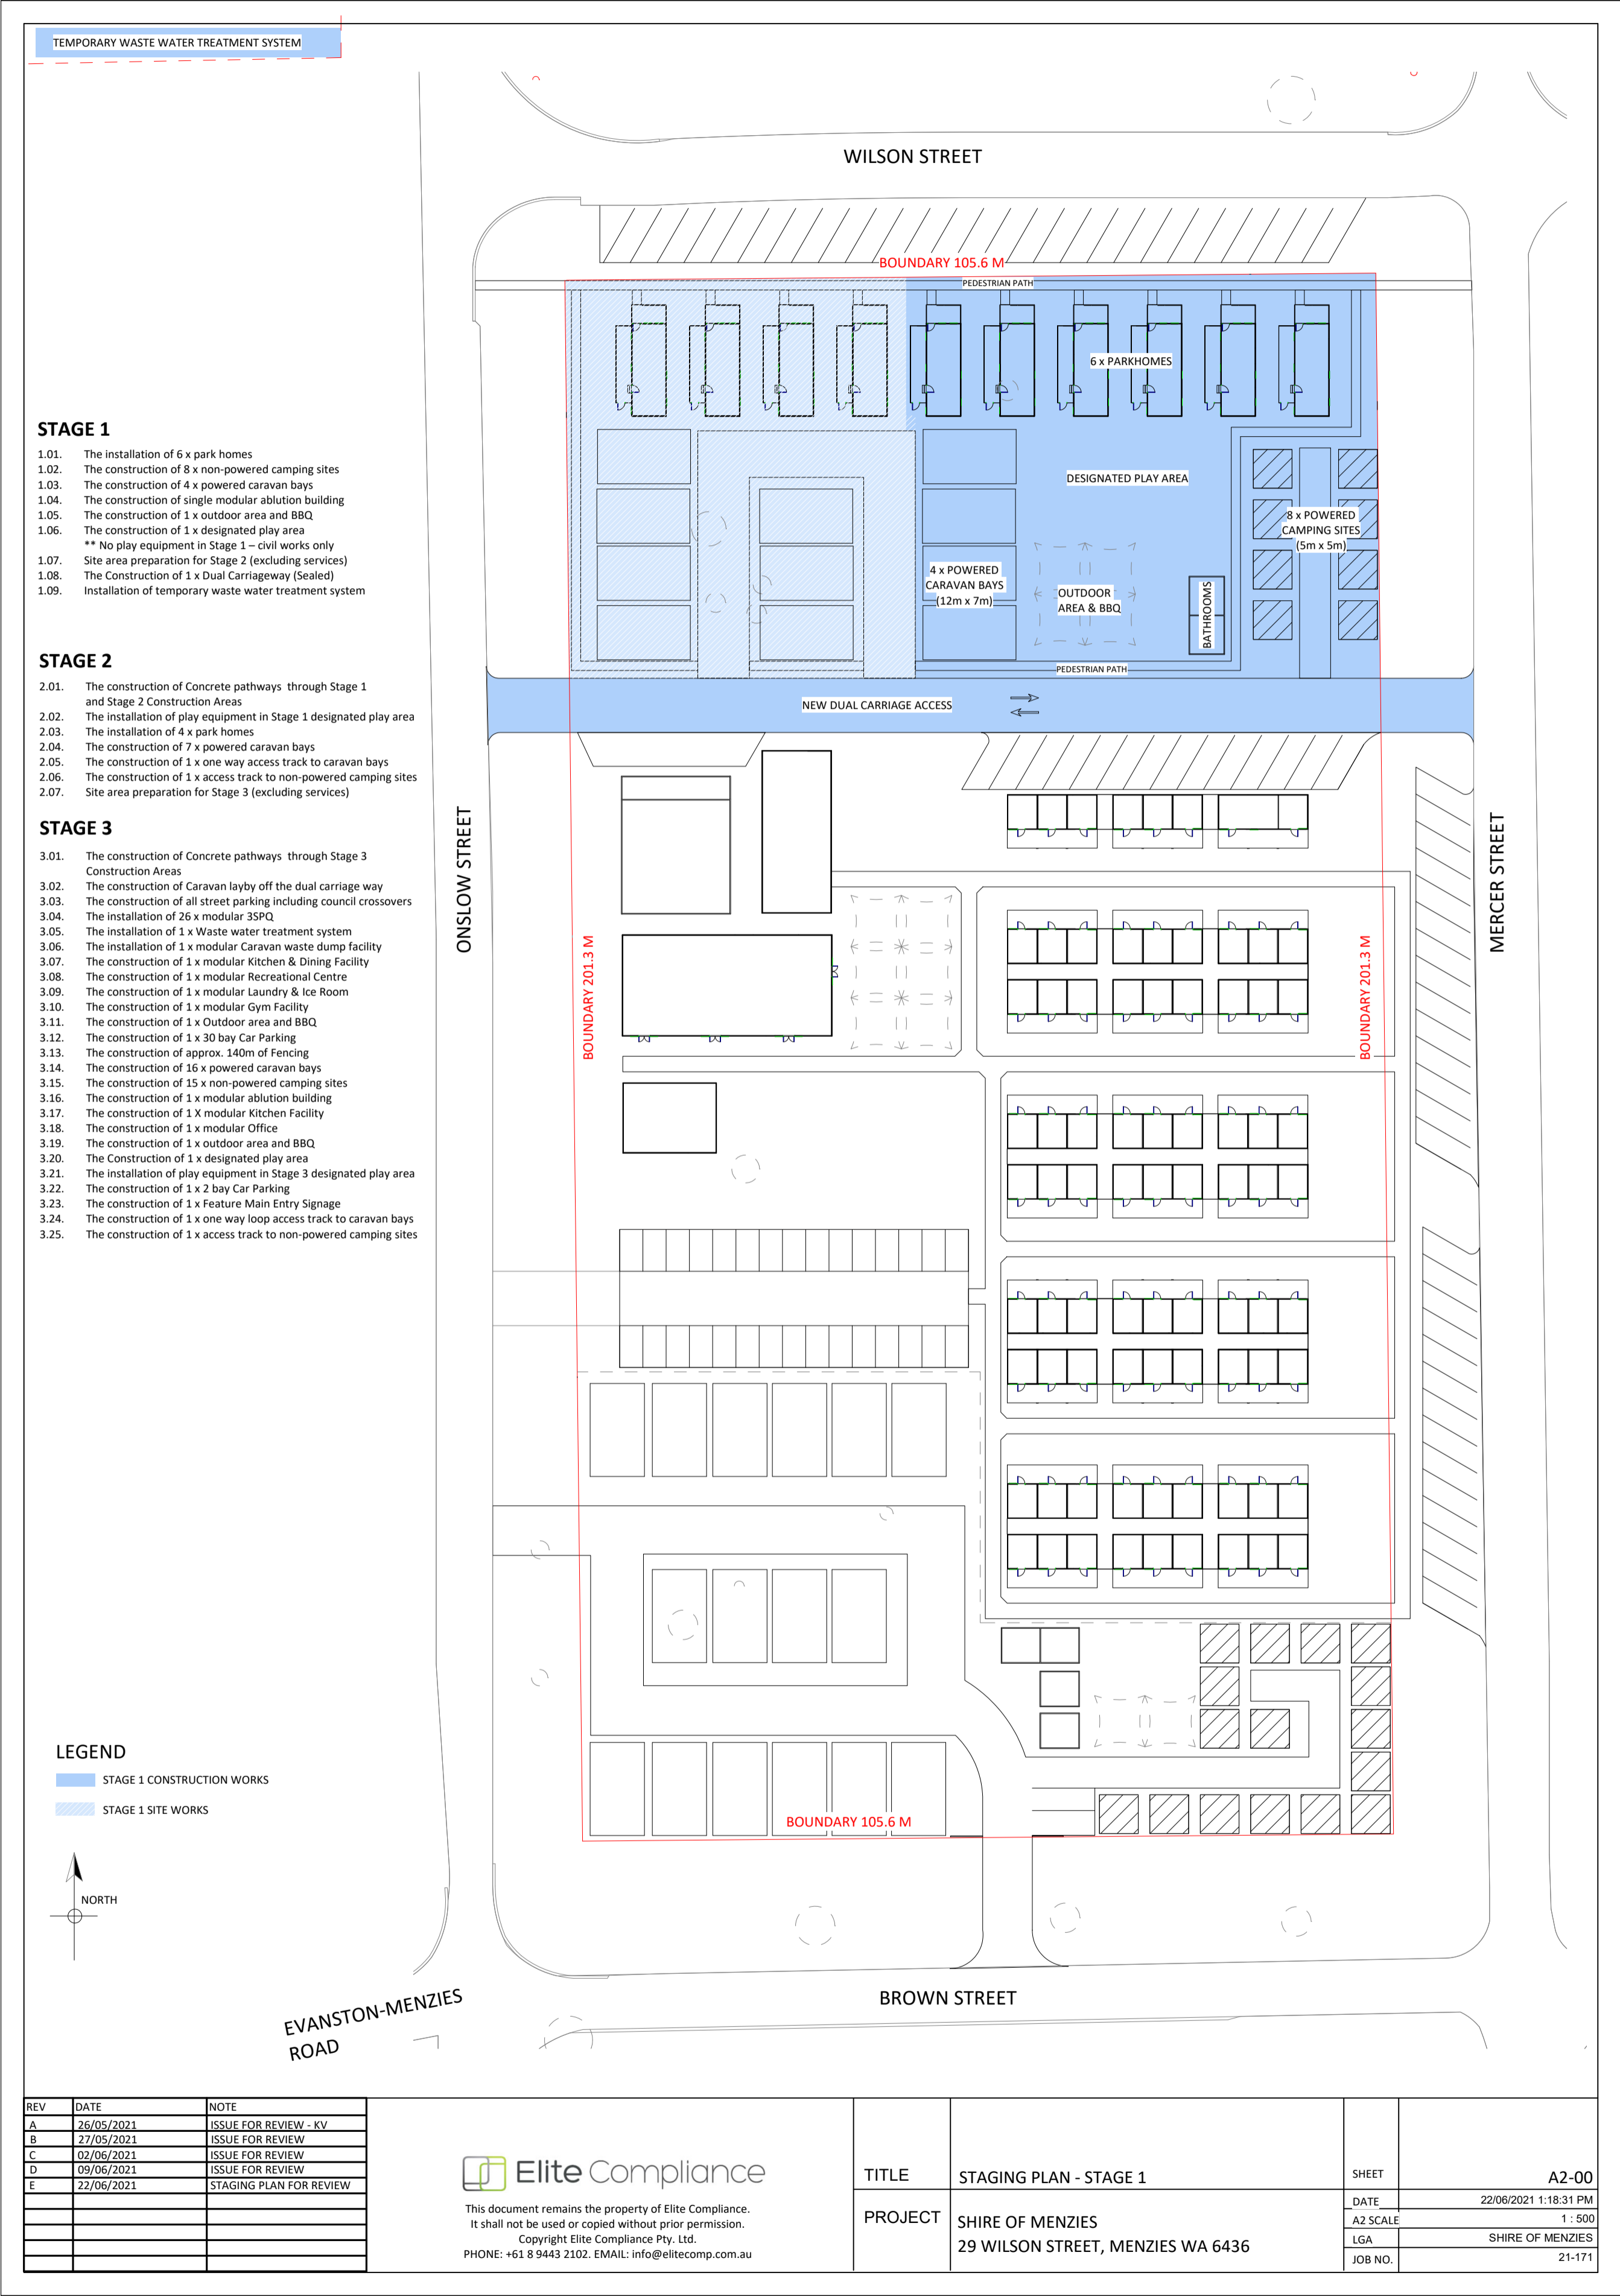 TEMPORARY WASTE WATER TREATMENT SYSTEM
WILSON STREET
BOUNDARY 105.6 M
PEDESTRIAN PATH
6 x PARKHOMES
DESIGNATED PLAY AREA
8 x POWERED
CAMPING SITES
(5m x 5m)
4 x POWERED
CARAVAN BAYS
(12m x 7m)
OUTDOOR
AREA & BBQ
BATHROOMS
PEDESTRIAN PATH
NEW DUAL CARRIAGE ACCESS
STAGE 1
1.01. The installation of 6 x park homes
1.02. The construction of 8 x non-powered camping sites
1.03. The construction of 4 x powered caravan bays
1.04. The construction of single modular ablution building
1.05. The construction of 1 x outdoor area and BBQ
1.06. The construction of 1 x designated play area
** No play equipment in Stage 1 – civil works only
1.07. Site area preparation for Stage 2 (excluding services)
1.08. The Construction of 1 x Dual Carriageway (Sealed)
1.09. Installation of temporary waste water treatment system
STAGE 2
2.01. The construction of Concrete pathways through Stage 1
and Stage 2 Construction Areas
2.02. The installation of play equipment in Stage 1 designated play area
2.03. The installation of 4 x park homes
2.04. The construction of 7 x powered caravan bays
2.05. The construction of 1 x one way access track to caravan bays
2.06. The construction of 1 x access track to non-powered camping sites
2.07. Site area preparation for Stage 3 (excluding services)
STAGE 3
3.01. The construction of Concrete pathways through Stage 3
Construction Areas
3.02. The construction of Caravan layby off the dual carriage way
3.03. The construction of all street parking including council crossovers
3.04. The installation of 26 x modular 3SPQ
3.05. The installation of 1 x Waste water treatment system
3.06. The installation of 1 x modular Caravan waste dump facility
3.07. The construction of 1 x modular Kitchen & Dining Facility
3.08. The construction of 1 x modular Recreational Centre
3.09. The construction of 1 x modular Laundry & Ice Room
3.10. The construction of 1 x modular Gym Facility
3.11. The construction of 1 x Outdoor area and BBQ
3.12. The construction of 1 x 30 bay Car Parking
3.13. The construction of approx. 140m of Fencing
3.14. The construction of 16 x powered caravan bays
3.15. The construction of 15 x non-powered camping sites
3.16. The construction of 1 x modular ablution building
3.17. The construction of 1 X modular Kitchen Facility
3.18. The construction of 1 x modular Office
3.19. The construction of 1 x outdoor area and BBQ
3.20. The Construction of 1 x designated play area
3.21. The installation of play equipment in Stage 3 designated play area
3.22. The construction of 1 x 2 bay Car Parking
3.23. The construction of 1 x Feature Main Entry Signage
3.24. The construction of 1 x one way loop access track to caravan bays
3.25. The construction of 1 x access track to non-powered camping sites
ONSLOW STREET
BOUNDARY 201.3 M
BOUNDARY 201.3 M
MERCER STREET
BOUNDARY 105.6 M
LEGEND
STAGE 1 CONSTRUCTION WORKS
STAGE 1 SITE WORKS
NORTH
BROWN STREET
EVANSTON-MENZIES
ROAD
REV DATE NOTE
A 26/05/2021 ISSUE FOR REVIEW - KV
B 27/05/2021 ISSUE FOR REVIEW
C 02/06/2021 ISSUE FOR REVIEW
D 09/06/2021 ISSUE FOR REVIEW
E 22/06/2021 STAGING PLAN FOR REVIEW
Elite Compliance
This document remains the property of Elite Compliance.
It shall not be used or copied without prior permission.
Copyright Elite Compliance Pty. Ltd.
PHONE: +61 8 9443 2102. EMAIL: info@elitecomp.com.au
TITLE STAGING PLAN - STAGE 1
PROJECT SHIRE OF MENZIES
29 WILSON STREET, MENZIES WA 6436
SHEET A2-00
DATE 22/06/2021 1:18:31 PM
A2 SCALE 1 : 500
LGA SHIRE OF MENZIES
JOB NO. 21-171